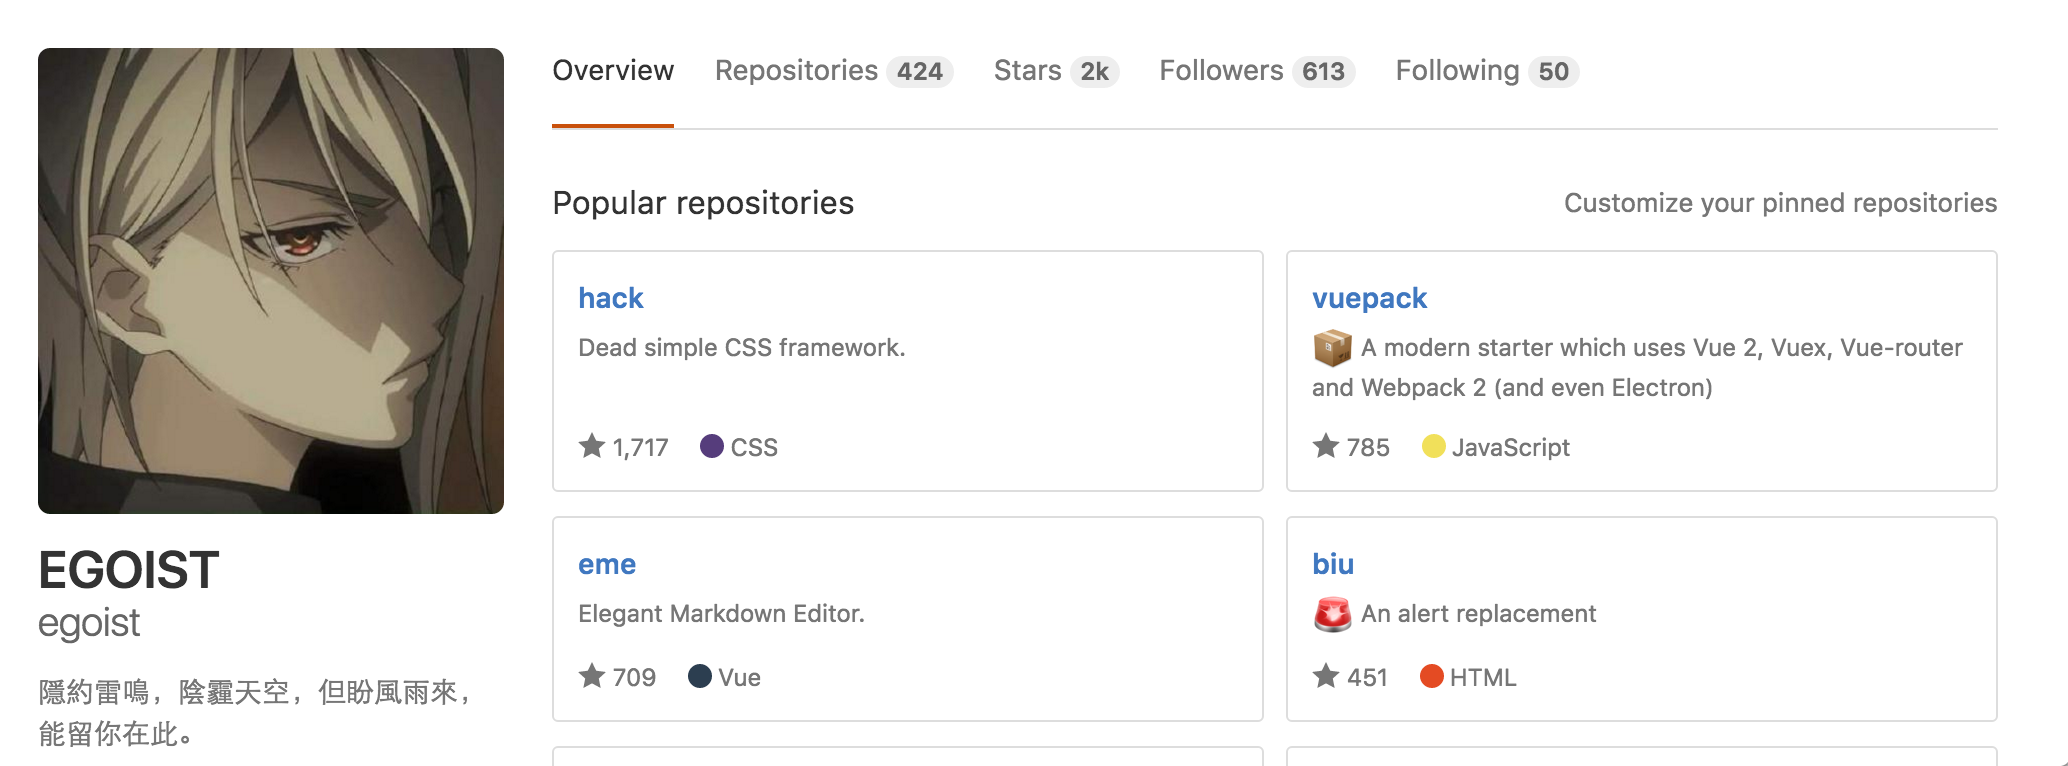 Overview Repositories 424 Stars 2k Followers 613 Following 50
EGOIST
egoist
隱約雷鳴，陰霾天空，但盼風雨來，
能留你在此。
Popular repositories
Customize your pinned repositories
hack
Dead simple CSS framework.
1,717 CSS
vuepack
A modern starter which uses Vue 2, Vuex, Vue-router
and Webpack 2 (and even Electron)
785 JavaScript
eme
Elegant Markdown Editor.
709 Vue
biu
An alert replacement
451 HTML